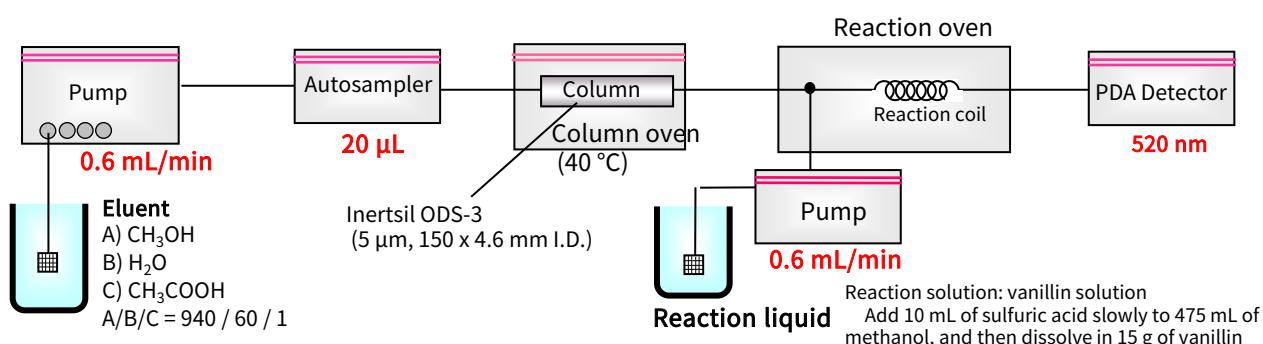 Reaction oven
Pump
Autosampler
Column
Column oven
(40 °C)
Reaction coil
PDA Detector
0.6 mL/min
20 µL
520 nm
Inertsil ODS-3
(5 µm, 150 x 4.6 mm I.D.)
Pump
0.6 mL/min
Eluent
A) CH₃OH
B) H₂O
C) CH₃COOH
A/B/C = 940 / 60 / 1
Reaction liquid
Reaction solution: vanillin solution
Add 10 mL of sulfuric acid slowly to 475 mL of
methanol, and then dissolve in 15 g of vanillin